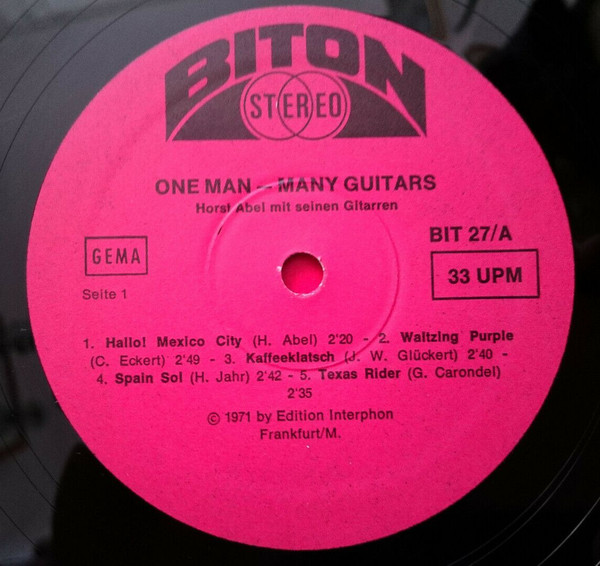 BITON
STEREO
ONE MAN -- MANY GUITARS
Horst Abel mit seinen Gitarren
BIT 27/A
GEMA
33 UPM
Seite 1
1. Hallo! Mexico City (H. Abel) 2'20 - 2. Waltzing Purple
(C. Eckert) 2'49 - 3. Kaffeeklatsch (J. W. Glückert) 2'40 -
4. Spain Sol (H. Jahr) 2'42 - 5. Texas Rider (G. Carondel)
2'35
© 1971 by Edition Interphon
Frankfurt/M.